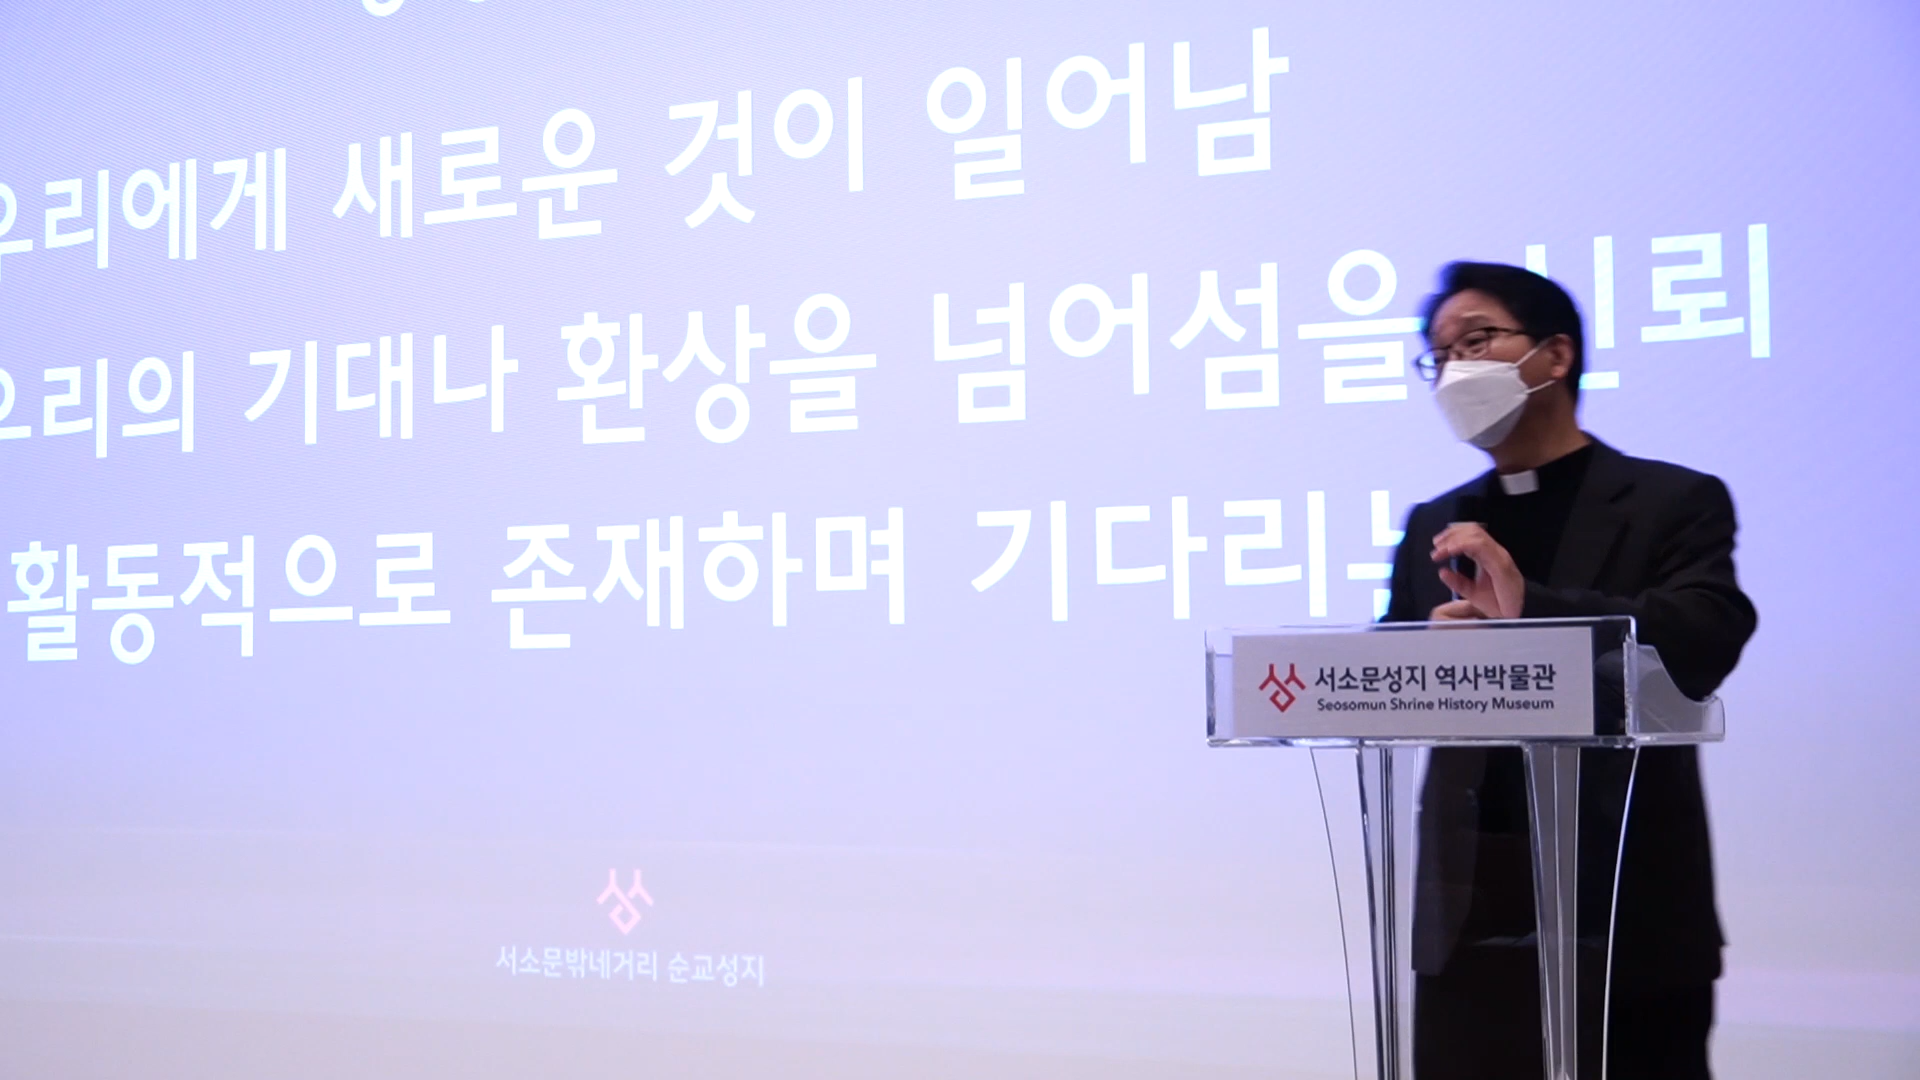 우리에게 새로운 것이 일어남
우리의 기대나 환상을 넘어섬을 신뢰
활동적으로 존재하며 기다리는
서소문성지 역사박물관
Seosomun Shrine History Museum
서소문밖네거리 순교성지